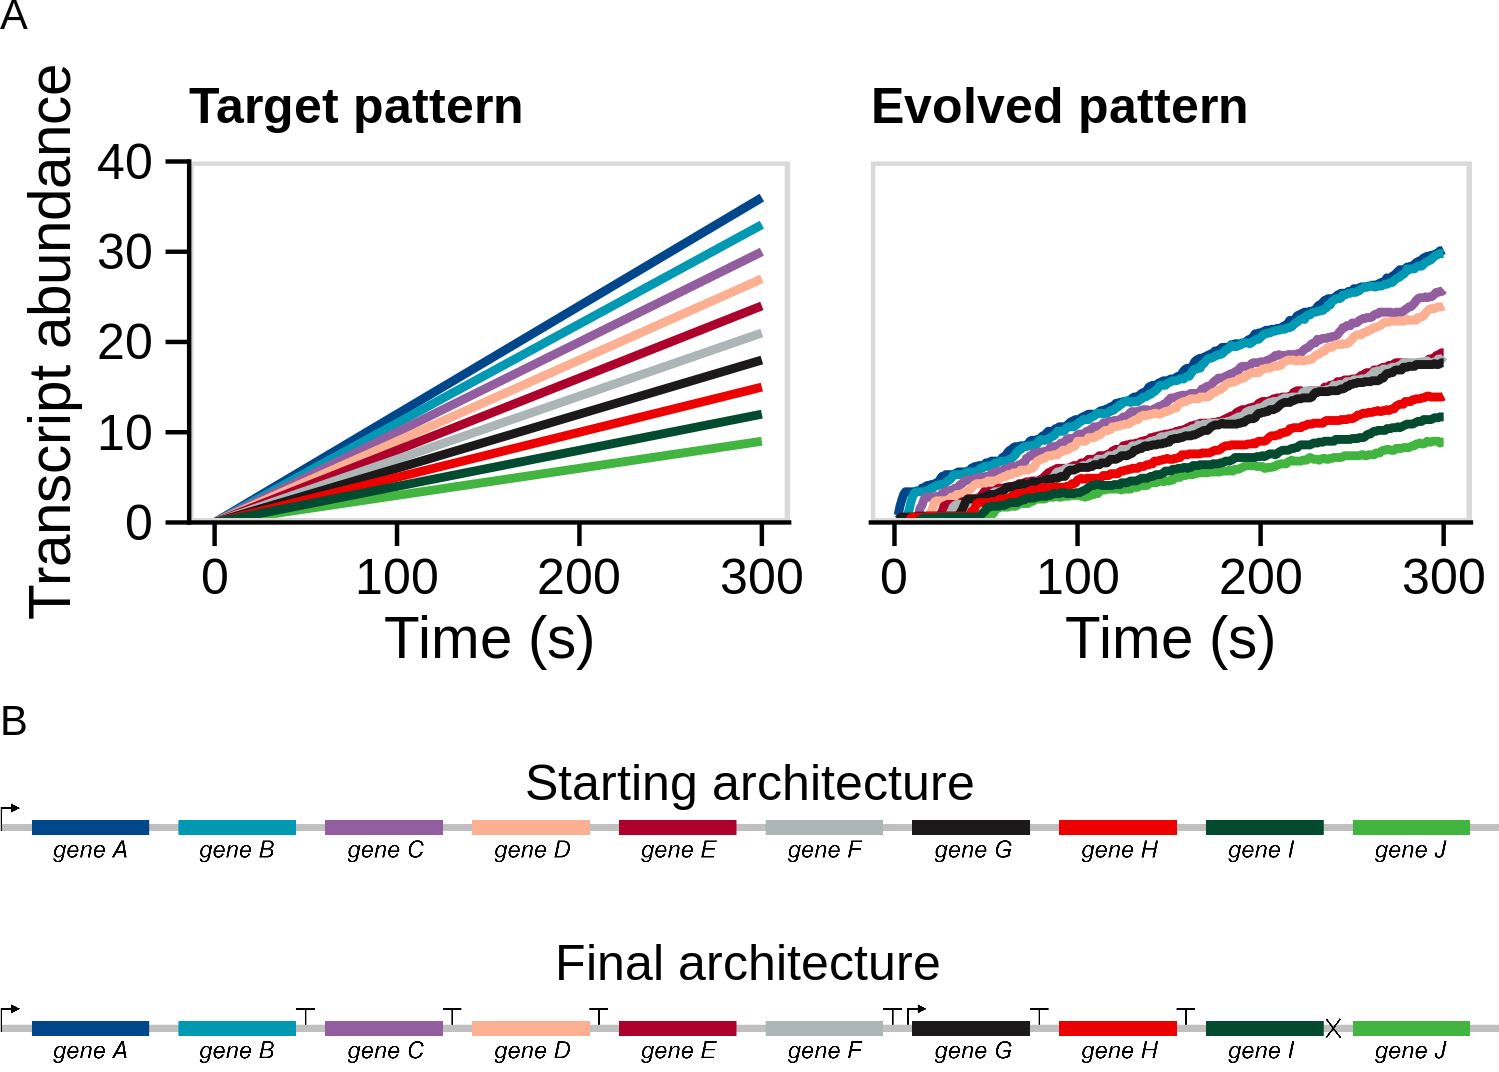 A
Target pattern
Evolved pattern
Transcript abundance
40
30
20
10
0
0 100 200 300
0 100 200 300
Time (s)
Time (s)
B
Starting architecture
gene A gene B gene C gene D gene E gene F gene G gene H gene I gene J
Final architecture
gene A gene B gene C gene D gene E gene F gene G gene H gene I gene J